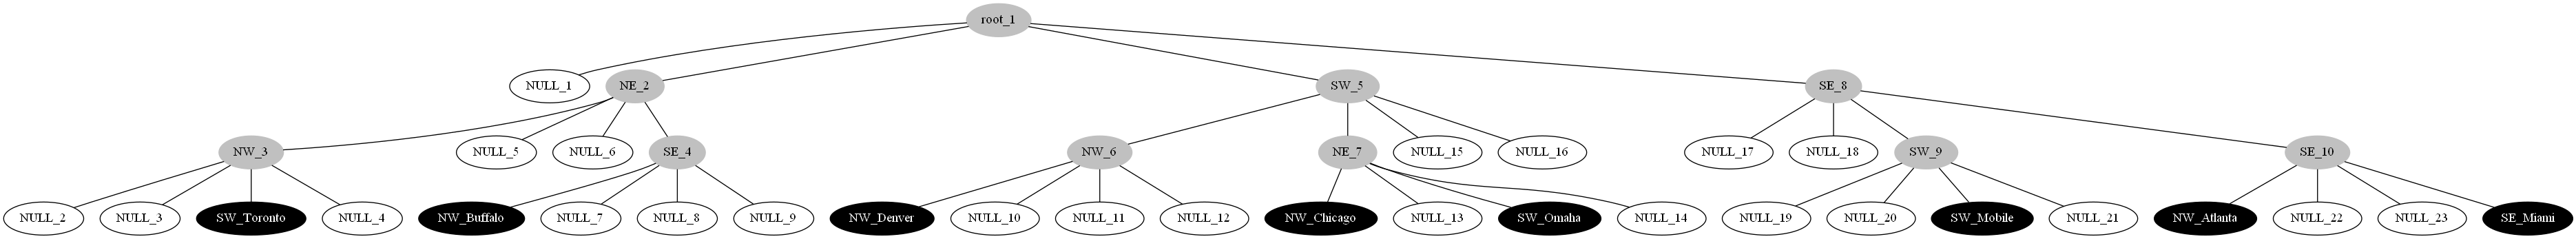 root_1
NULL_1 NE_2 SW_5 SE_8
NW_3 NULL_5 NULL_6 SE_4 NW_6 NE_7 NULL_15 NULL_16 NULL_17 NULL_18 SW_9 SE_10
NULL_2 NULL_3 SW_Toronto NULL_4 NW_Buffalo NULL_7 NULL_8 NULL_9 NW_Denver NULL_10 NULL_11 NULL_12 NW_Chicago NULL_13 SW_Omaha NULL_14 NULL_19 NULL_20 SW_Mobile NULL_21 NW_Atlanta NULL_22 NULL_23 SE_Miami